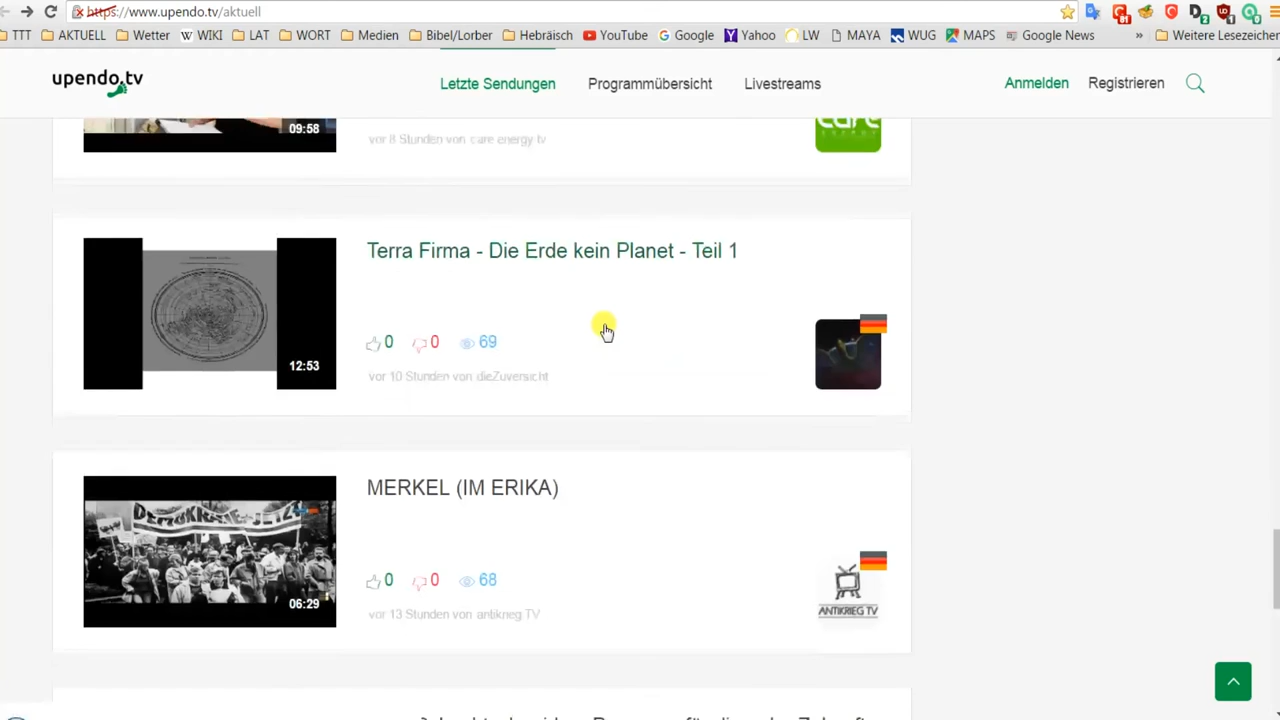 https://www.upendo.tv/aktuell
TTT AKTUELL Wetter WIKI LAT WORT Medien Bibel/Lorber Hebräisch YouTube Google Yahoo LW MAYA WUG MAPS Google News » Weitere Lesezeichen
upendo.tv Letzte Sendungen Programmübersicht Livestreams Anmelden Registrieren
09:58
vor 8 Stunden von care energy tv
care
Terra Firma - Die Erde kein Planet - Teil 1
0 0 69
12:53
vor 10 Stunden von dieZuversicht
MERKEL (IM ERIKA)
DEMOKRATIE JETZT
0 0 68
06:29
vor 13 Stunden von antikrieg TV
ANTIKRIEG TV